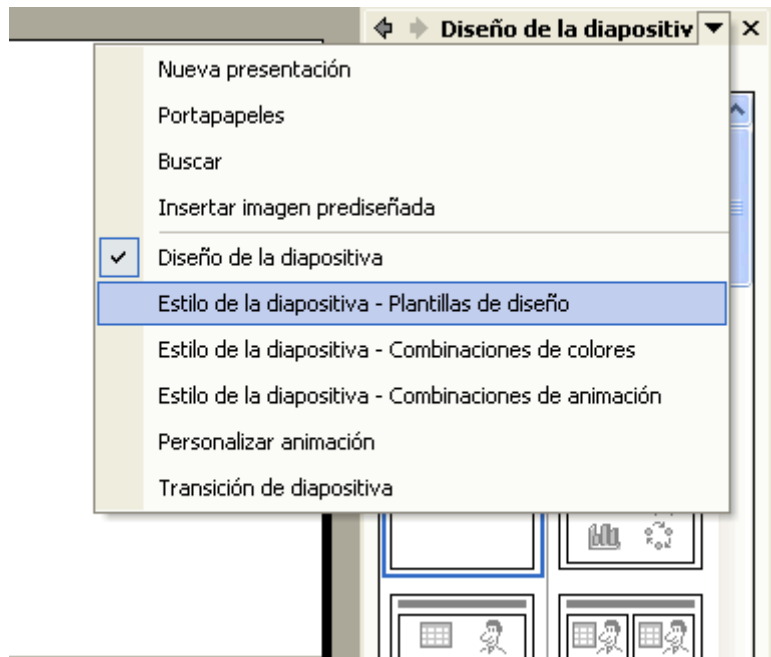 Diseño de la diapositiv
Nueva presentación
Portapapeles
Buscar
Insertar imagen prediseñada
Diseño de la diapositiva
Estilo de la diapositiva - Plantillas de diseño
Estilo de la diapositiva - Combinaciones de colores
Estilo de la diapositiva - Combinaciones de animación
Personalizar animación
Transición de diapositiva